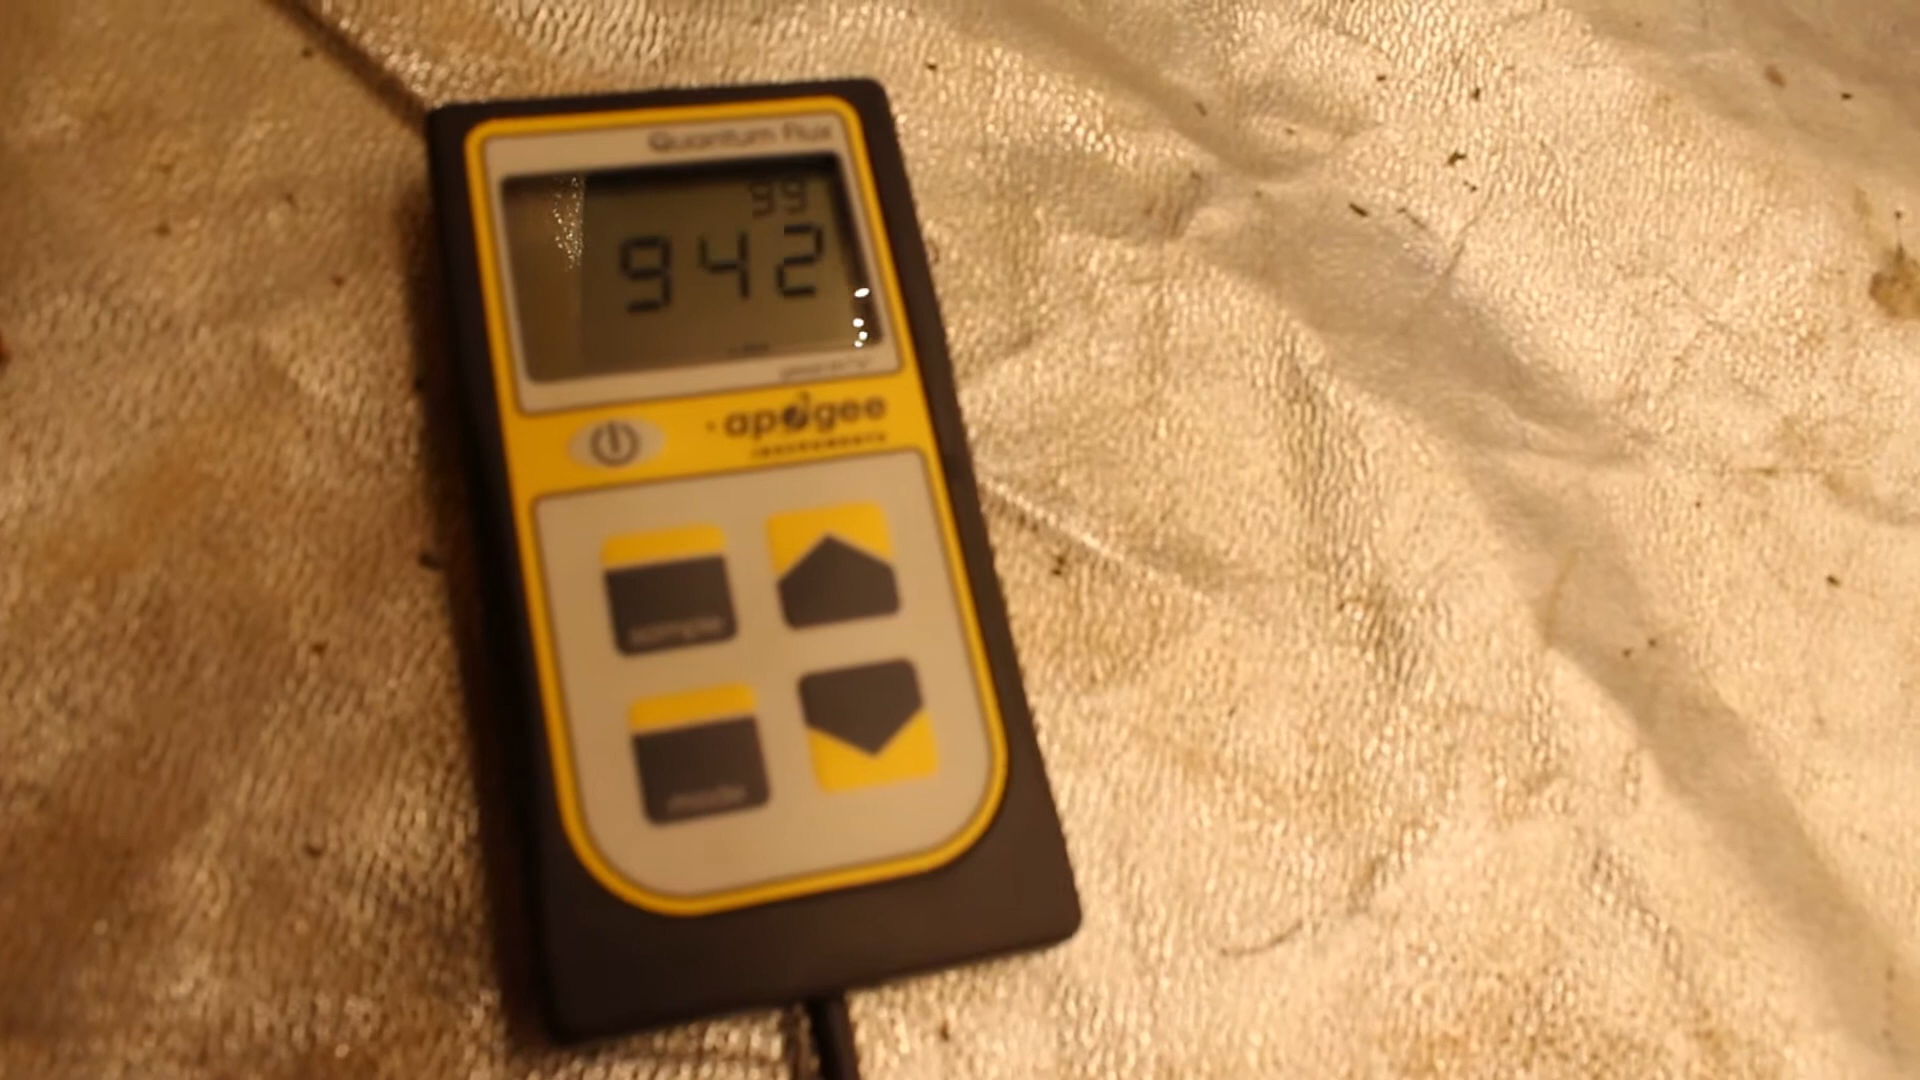 Quantum Flux
99
942
apogee
INSTRUMENTS
sample
mode